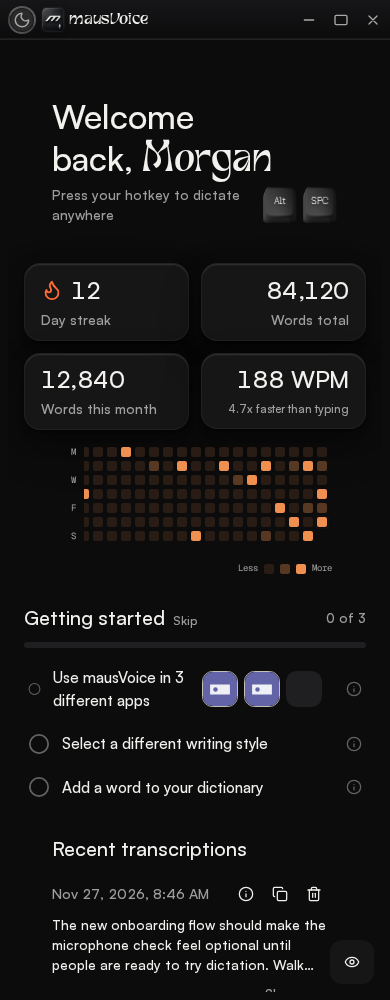 mausVoice
Welcome
back, Morgan
Press your hotkey to dictate
anywhere
Alt
SPC
12
Day streak
84,120
Words total
12,840
Words this month
188 WPM
4.7x faster than typing
M
W
F
S
Less
More
Getting started
Skip
0 of 3
Use mausVoice in 3
different apps
Select a different writing style
Add a word to your dictionary
Recent transcriptions
Nov 27, 2026, 8:46 AM
The new onboarding flow should make the
microphone check feel optional until
people are ready to try dictation. Walk…